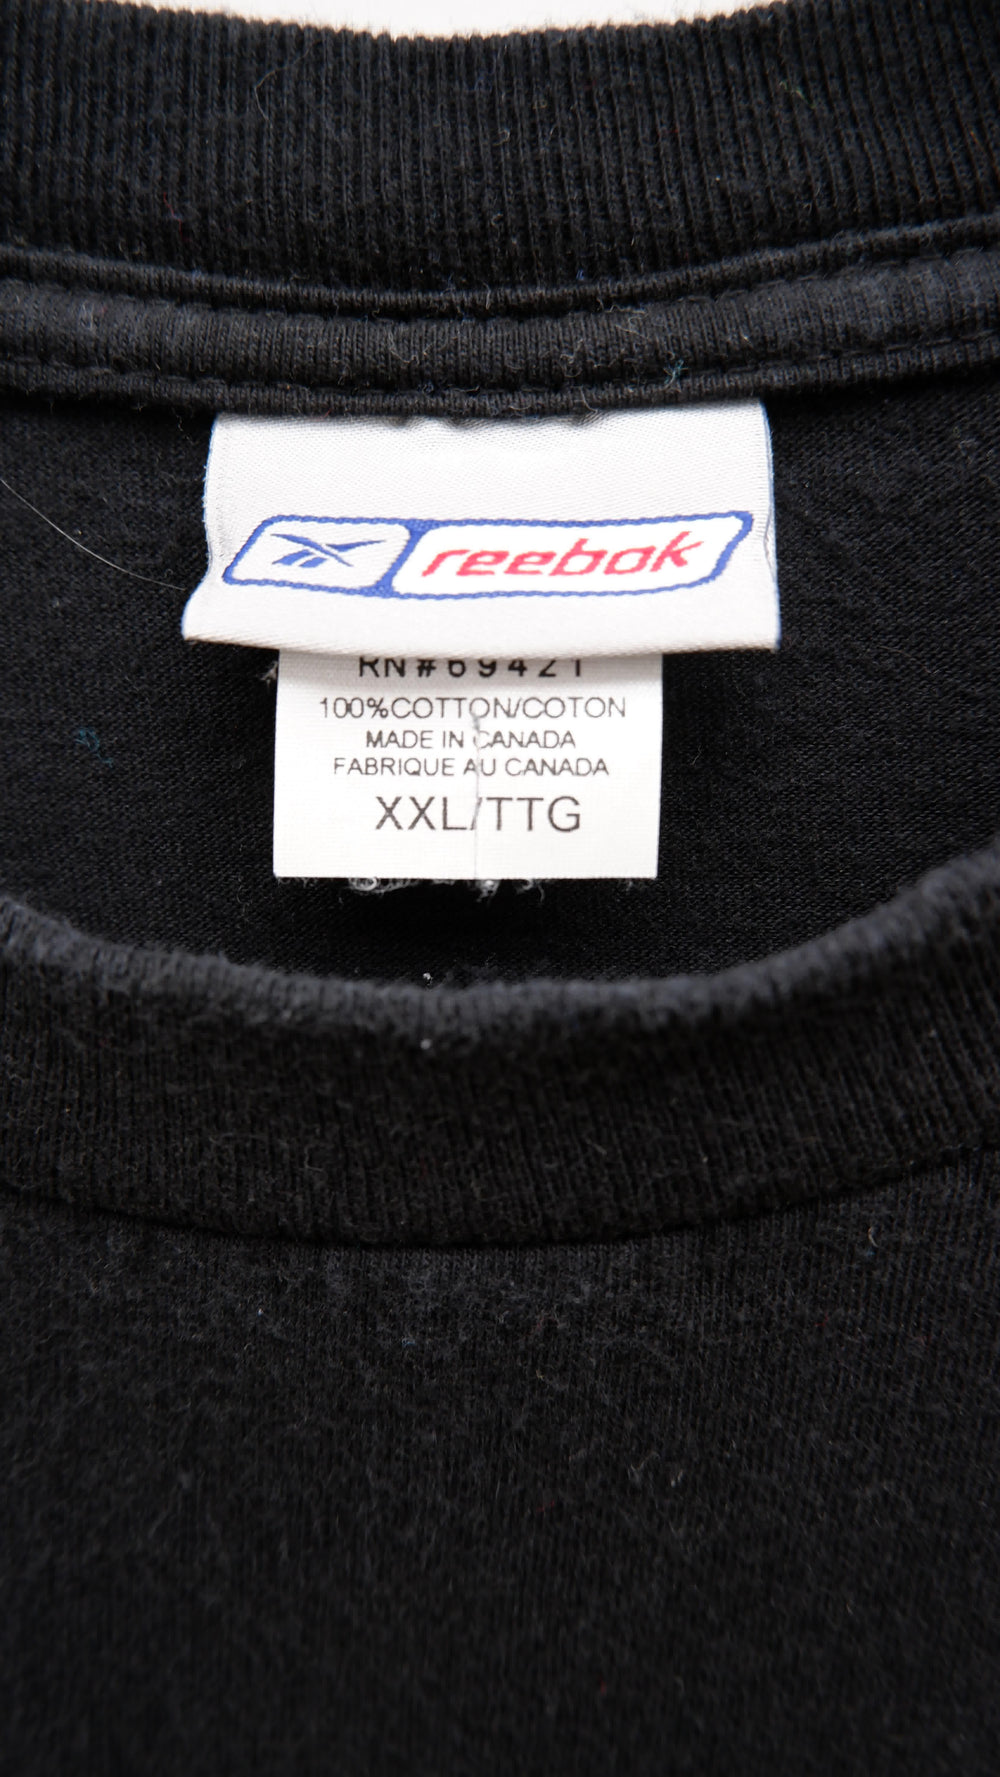 reebok
RN#69421
100%COTTON/COTON
MADE IN CANADA
FABRIQUE AU CANADA
XXL/TTG